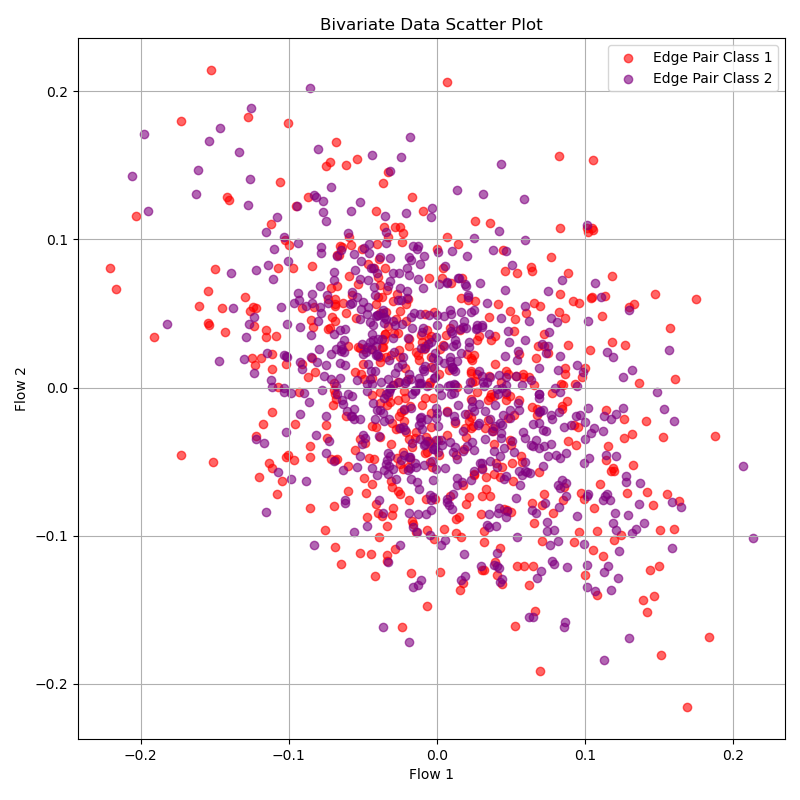 Bivariate Data Scatter Plot
Edge Pair Class 1
Edge Pair Class 2
Flow 2
0.2
0.1
0.0
−0.1
−0.2
−0.2 −0.1 0.0 0.1 0.2
Flow 1